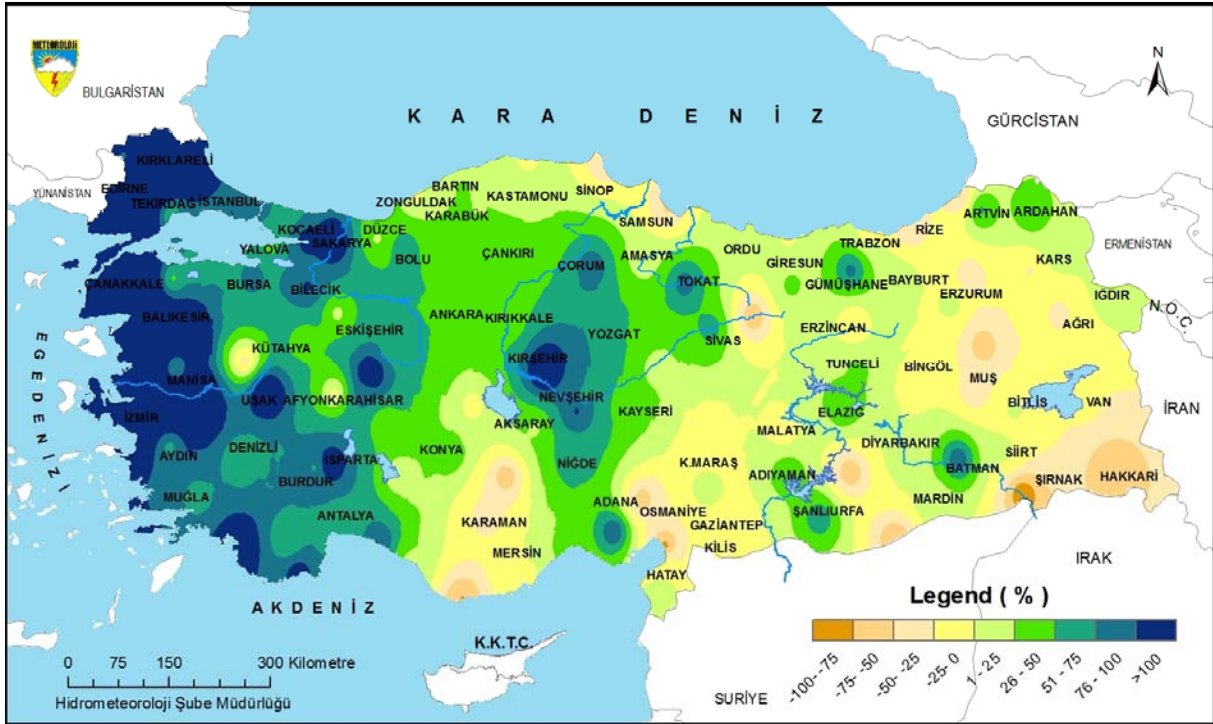 METEOROLOJİ
BULGARİSTAN
N
KARA DENİZ
GÜRCİSTAN
YUNANİSTAN
ERMENİSTAN
N.O.C.
İRAN
IRAK
SURİYE
EGE DENİZİ
AKDENİZ
K.K.T.C.
KIRKLARELİ
EDİRNE
TEKİRDAĞ
İSTANBUL
KOCAELİ
SAKARYA
YALOVA
DÜZCE
ZONGULDAK
BARTIN
KARABÜK
KASTAMONU
SİNOP
SAMSUN
ORDU
GİRESUN
TRABZON
RİZE
ARTVİN
ARDAHAN
KARS
IĞDIR
AĞRI
ÇANAKKALE
BURSA
BİLECİK
BOLU
ÇANKIRI
ÇORUM
AMASYA
TOKAT
GÜMÜŞHANE
BAYBURT
ERZURUM
BALIKESİR
KÜTAHYA
ESKİŞEHİR
ANKARA
KIRIKKALE
YOZGAT
SİVAS
ERZİNCAN
TUNCELİ
BİNGÖL
MUŞ
BİTLİS
VAN
MANİSA
İZMİR
UŞAK
AFYONKARAHİSAR
KIRŞEHİR
NEVŞEHİR
AKSARAY
KAYSERİ
MALATYA
ELAZIĞ
DİYARBAKIR
BATMAN
SİİRT
ŞIRNAK
HAKKARİ
AYDIN
DENİZLİ
ISPARTA
BURDUR
KONYA
NİĞDE
K.MARAŞ
ADIYAMAN
MARDİN
MUĞLA
ANTALYA
KARAMAN
MERSİN
ADANA
OSMANİYE
GAZİANTEP
KİLİS
ŞANLIURFA
HATAY
0 75 150 300 Kilometre
Hidrometeoroloji Şube Müdürlüğü
Legend ( % )
-100--75
-75--50
-50--25
-25- 0
1 - 25
26 - 50
51 - 75
76 - 100
>100